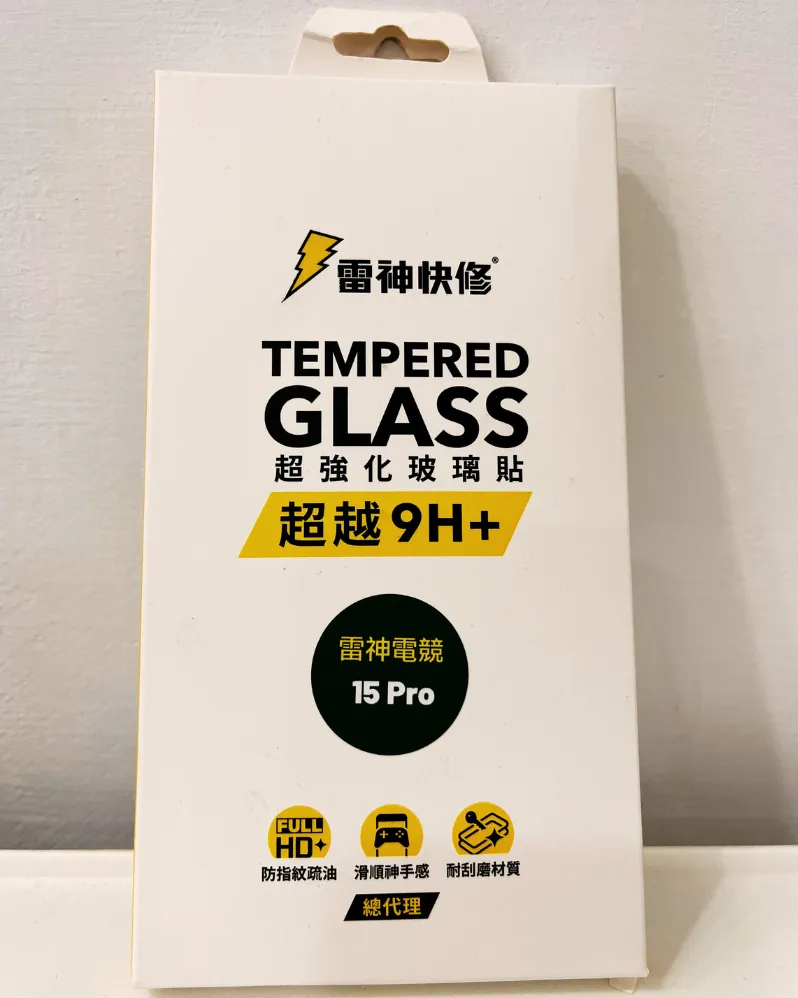 雷神快修®
TEMPERED
GLASS
超強化玻璃貼
超越9H+
雷神電競
15 Pro
FULL
HD
防指紋疏油 滑順神手感 耐刮磨材質
總代理